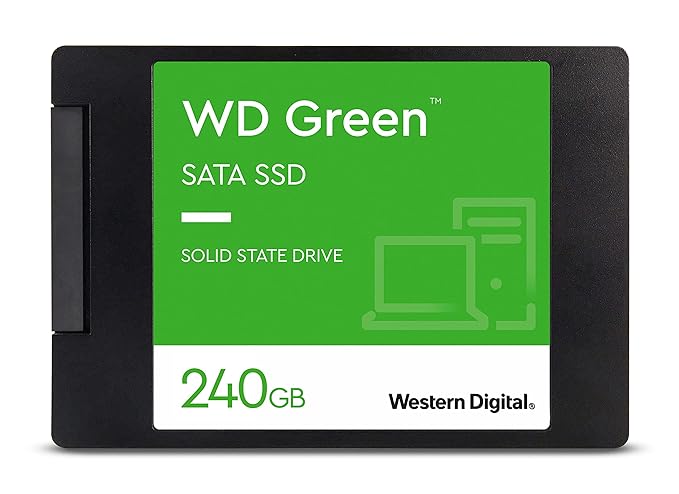 WD Green™
SATA SSD
SOLID STATE DRIVE
240GB
Western Digital®